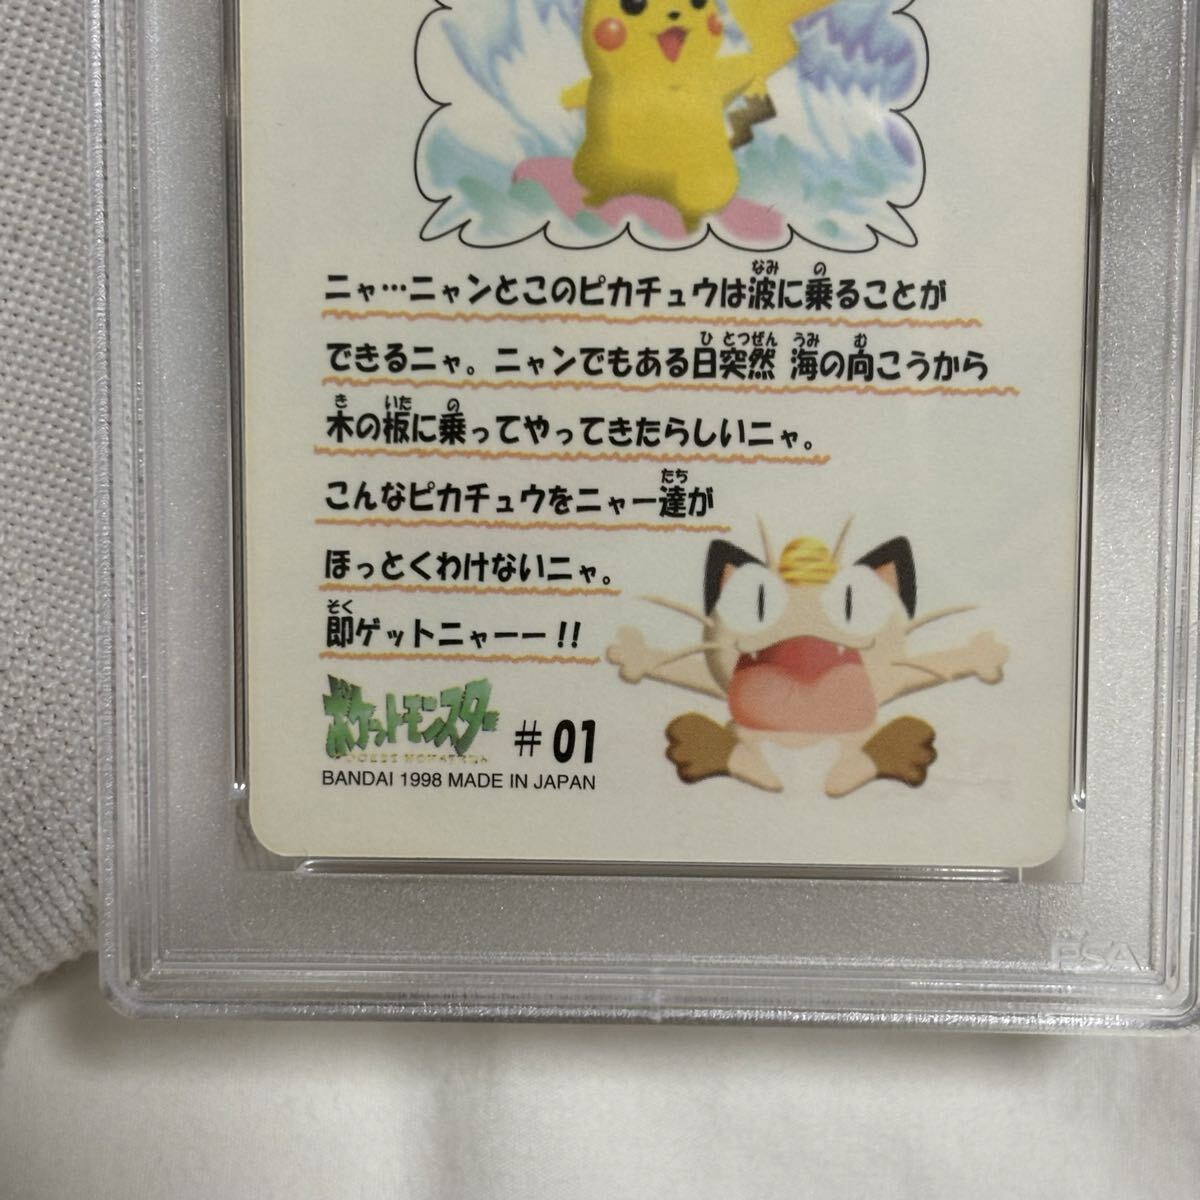 ニャ…ニャンとこのピカチュウは波に乗ることが
できるニャ。ニャンでもある日突然 海の向こうから
木の板に乗ってやってきたらしいニャ。
こんなピカチュウをニャー達が
ほっとくわけないニャ。
即ゲットニャーー!!
ポケットモンスター
POCKET MONSTERS
#01
BANDAI 1998 MADE IN JAPAN
PSA